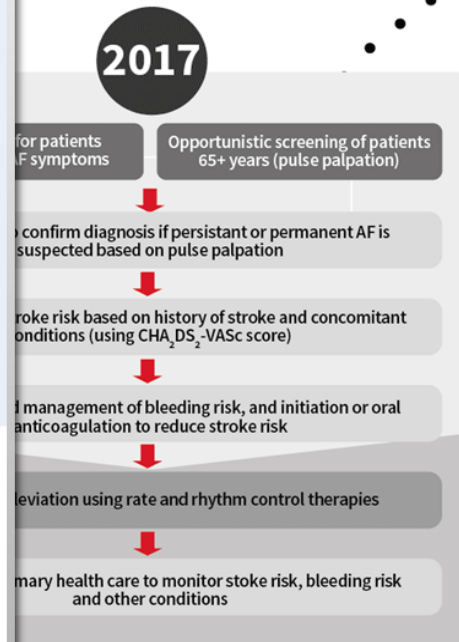 2017
for patients
F symptoms
Opportunistic screening of patients
65+ years (pulse palpation)
confirm diagnosis if persistant or permanent AF is
suspected based on pulse palpation
roke risk based on history of stroke and concomitant
onditions (using CHA₂DS₂-VASc score)
management of bleeding risk, and initiation or oral
anticoagulation to reduce stroke risk
leviation using rate and rhythm control therapies
mary health care to monitor stoke risk, bleeding risk
and other conditions